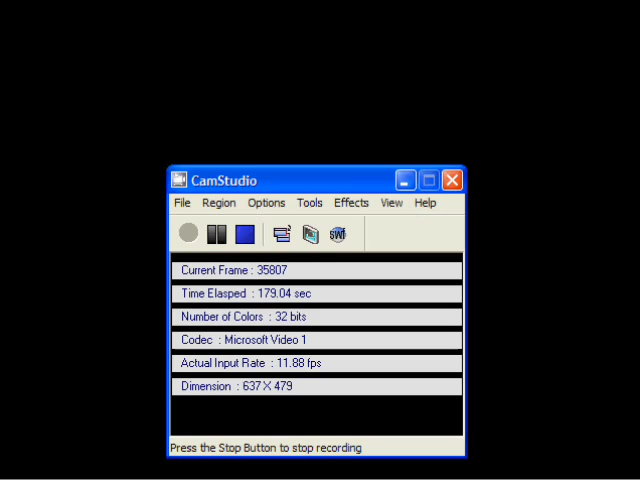 CamStudio
File Region Options Tools Effects View Help
SWF
Current Frame : 35807
Time Elasped : 179.04 sec
Number of Colors : 32 bits
Codec : Microsoft Video 1
Actual Input Rate : 11.88 fps
Dimension : 637 X 479
Press the Stop Button to stop recording